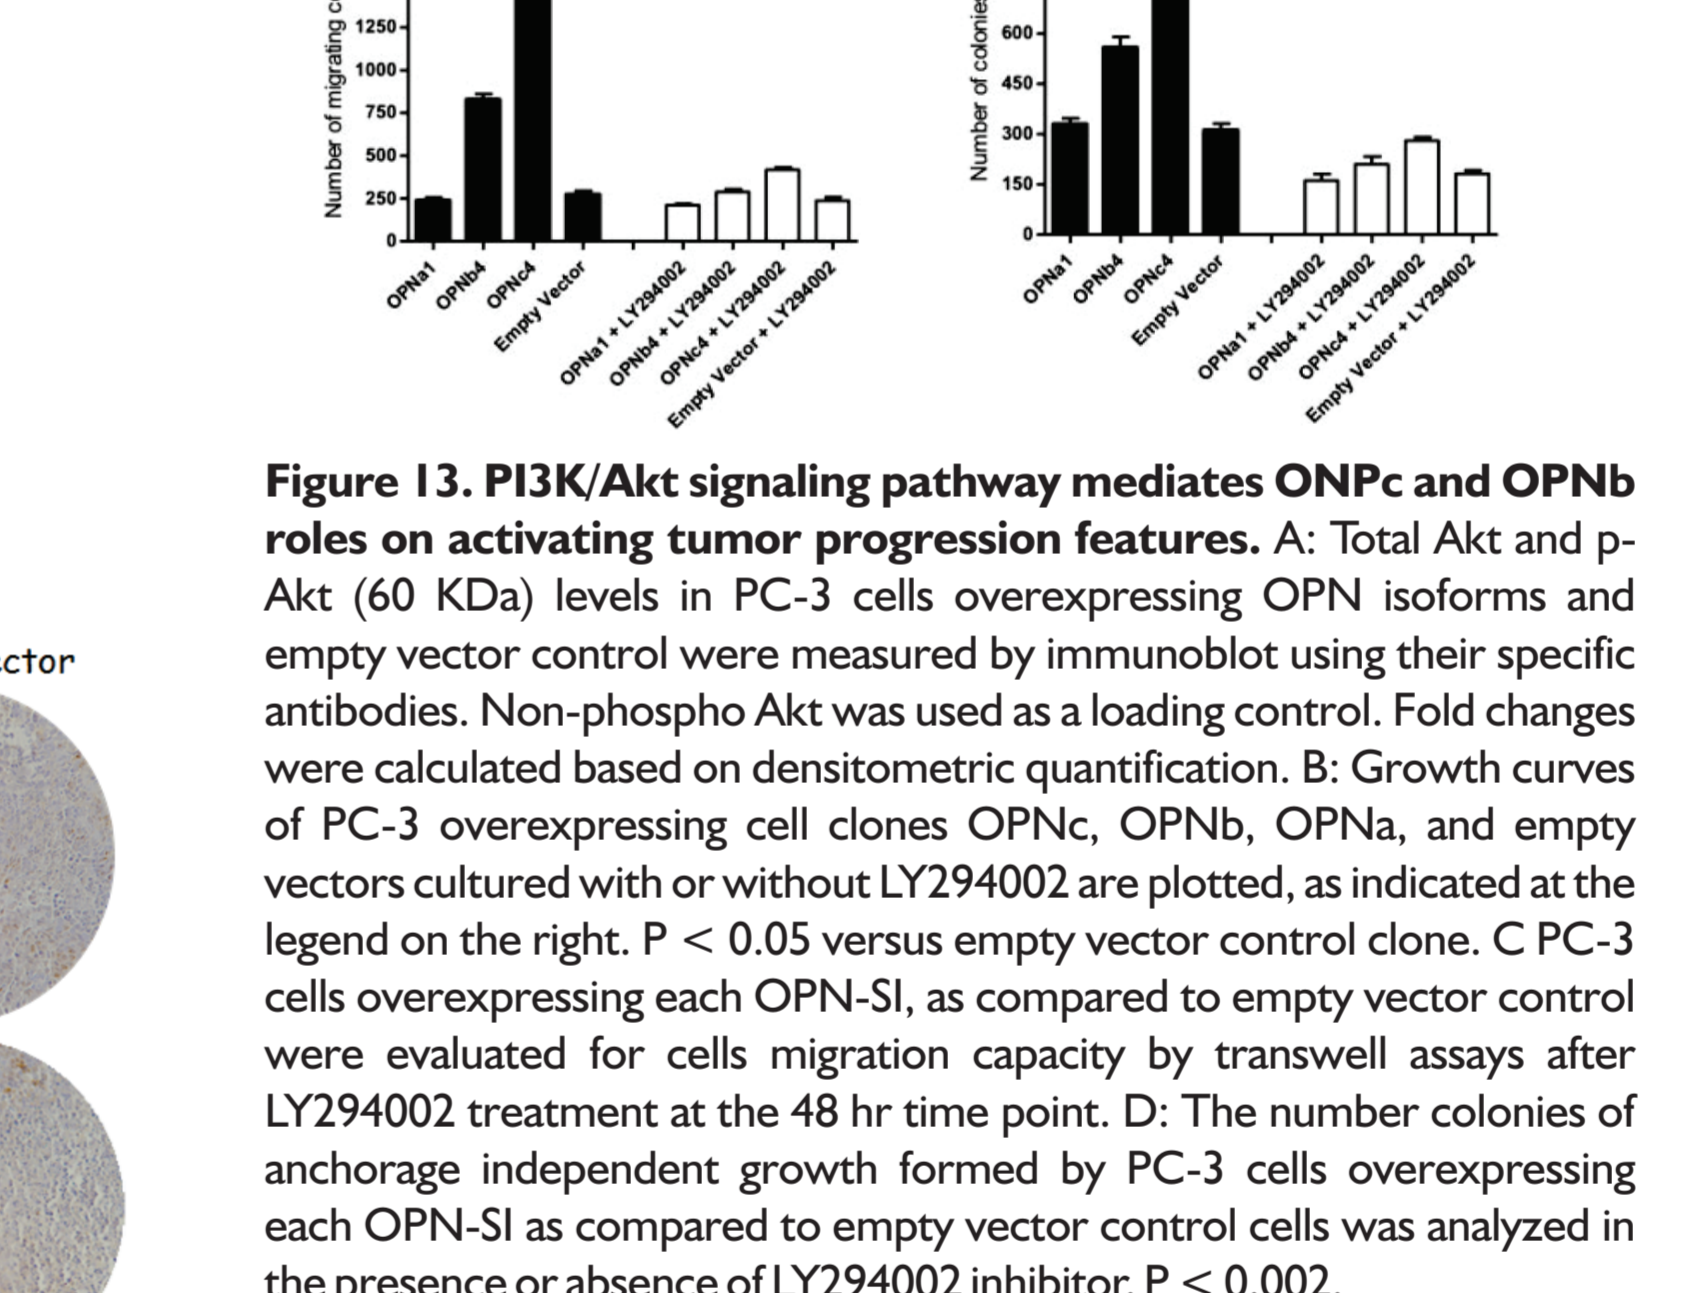 Number of migrating
1250
1000
750
500
250
0
OPNa1
OPNb4
OPNc4
Empty Vector
OPNa1 + LY294002
OPNb4 + LY294002
OPNc4 + LY294002
Empty Vector + LY294002
Number of colonies
600
450
300
150
0
OPNa1
OPNb4
OPNc4
Empty Vector
OPNa1 + LY294002
OPNb4 + LY294002
OPNc4 + LY294002
Empty Vector + LY294002
Figure 13. PI3K/Akt signaling pathway mediates ONPc and OPNb
roles on activating tumor progression features. A: Total Akt and p-
Akt (60 KDa) levels in PC-3 cells overexpressing OPN isoforms and
empty vector control were measured by immunoblot using their specific
antibodies. Non-phospho Akt was used as a loading control. Fold changes
were calculated based on densitometric quantification. B: Growth curves
of PC-3 overexpressing cell clones OPNc, OPNb, OPNa, and empty
vectors cultured with or without LY294002 are plotted, as indicated at the
legend on the right. P < 0.05 versus empty vector control clone. C PC-3
cells overexpressing each OPN-SI, as compared to empty vector control
were evaluated for cells migration capacity by transwell assays after
LY294002 treatment at the 48 hr time point. D: The number colonies of
anchorage independent growth formed by PC-3 cells overexpressing
each OPN-SI as compared to empty vector control cells was analyzed in
the presence or absence of LY294002 inhibitor. P < 0.002.
ector